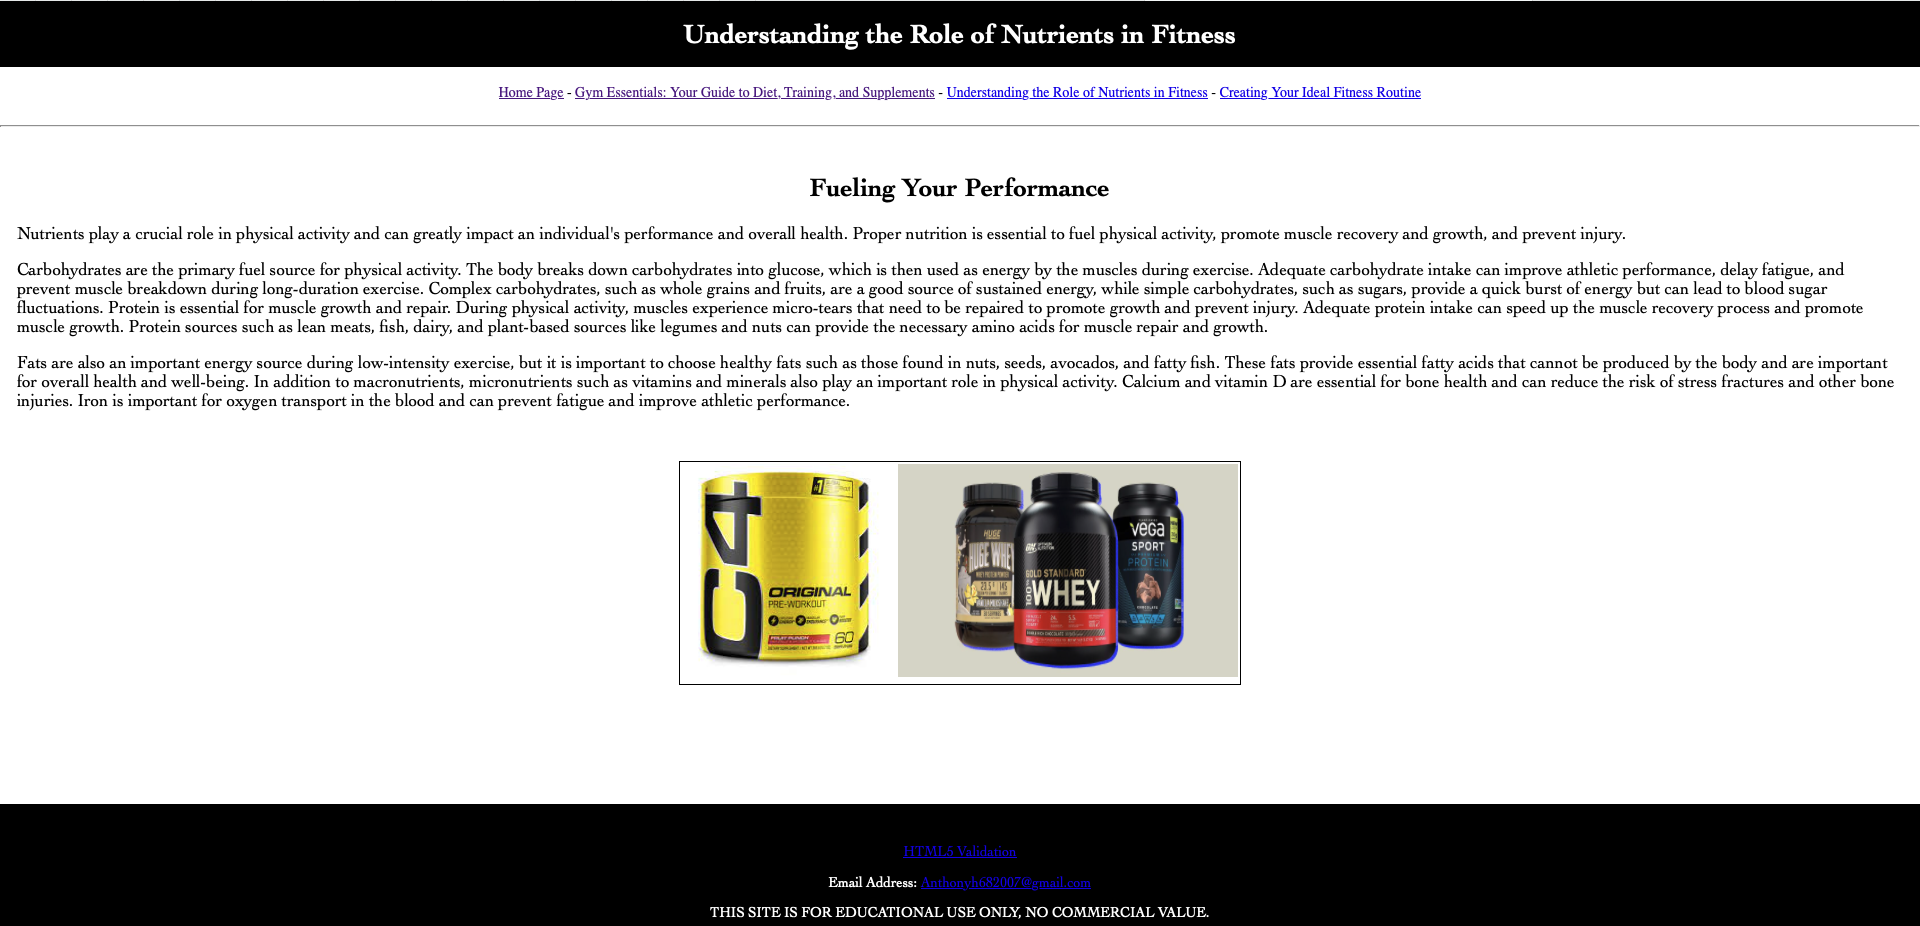 Understanding the Role of Nutrients in Fitness
Home Page - Gym Essentials: Your Guide to Diet, Training, and Supplements - Understanding the Role of Nutrients in Fitness - Creating Your Ideal Fitness Routine
Fueling Your Performance
Nutrients play a crucial role in physical activity and can greatly impact an individual's performance and overall health. Proper nutrition is essential to fuel physical activity, promote muscle recovery and growth, and prevent injury.
Carbohydrates are the primary fuel source for physical activity. The body breaks down carbohydrates into glucose, which is then used as energy by the muscles during exercise. Adequate carbohydrate intake can improve athletic performance, delay fatigue, and
prevent muscle breakdown during long-duration exercise. Complex carbohydrates, such as whole grains and fruits, are a good source of sustained energy, while simple carbohydrates, such as sugars, provide a quick burst of energy but can lead to blood sugar
fluctuations. Protein is essential for muscle growth and repair. During physical activity, muscles experience micro-tears that need to be repaired to promote growth and prevent injury. Adequate protein intake can speed up the muscle recovery process and promote
muscle growth. Protein sources such as lean meats, fish, dairy, and plant-based sources like legumes and nuts can provide the necessary amino acids for muscle repair and growth.
Fats are also an important energy source during low-intensity exercise, but it is important to choose healthy fats such as those found in nuts, seeds, avocados, and fatty fish. These fats provide essential fatty acids that cannot be produced by the body and are important
for overall health and well-being. In addition to macronutrients, micronutrients such as vitamins and minerals also play an important role in physical activity. Calcium and vitamin D are essential for bone health and can reduce the risk of stress fractures and other bone
injuries. Iron is important for oxygen transport in the blood and can prevent fatigue and improve athletic performance.
#1
C4
ORIGINAL
PRE-WORKOUT
FRUIT PUNCH
60
HUGE
HUGE WHE
ON OPTIMUM NUTRITION
GOLD STANDARD
100% WHEY
vega
SPORT
PROTEIN
HTML5 Validation
Email Address: Anthonyh682007@gmail.com
THIS SITE IS FOR EDUCATIONAL USE ONLY, NO COMMERCIAL VALUE.